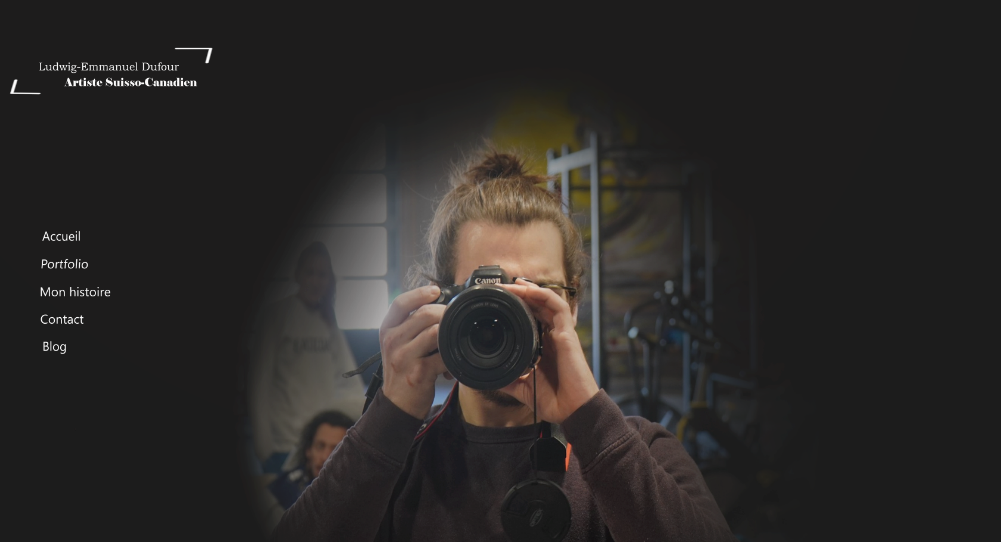 Ludwig-Emmanuel Dufour
Artiste Suisso-Canadien
Accueil
Portfolio
Mon histoire
Contact
Blog
Canon